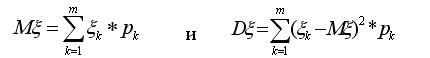 Mξ = ∑_{k=1}^{m} ξ_k * p_k и Dξ = ∑_{k=1}^{m} (ξ_k − Mξ)^2 * p_k